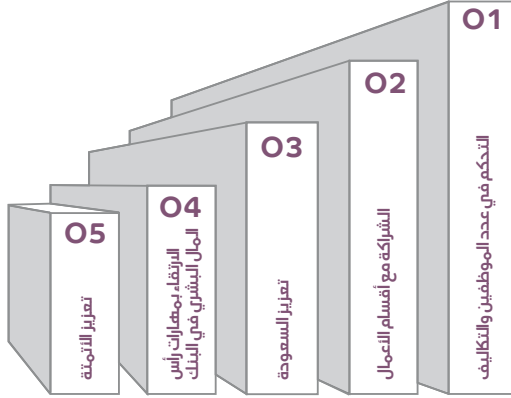 01
التحكم في عدد الموظفين والتكاليف
02
الشراكة مع أقسام الأعمال
03
تعزيز السعودة
04
الارتقاء بمهارات رأس
المال البشري في البنك
05
تعزيز الأتمتة